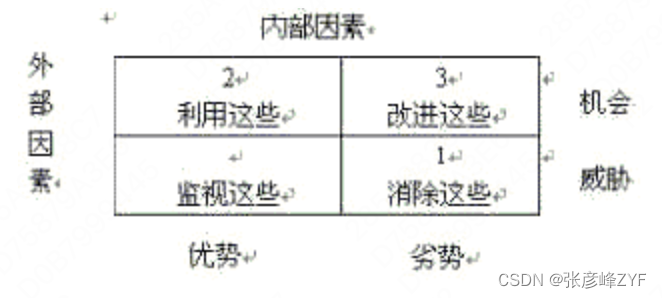 内部因素
外部因素
2
利用这些
3
改进这些
机会
监视这些
1
消除这些
威胁
优势
劣势
CSDN @张彦峰ZYF